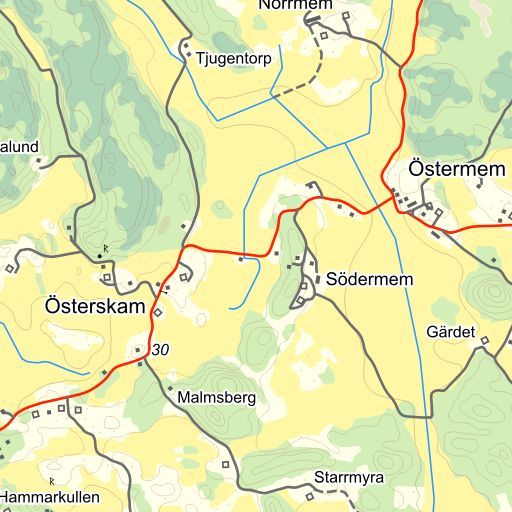 Norrmem
Tjugentorp
alund
Östermem
Södermem
Österskam
Gärdet
30
Malmsberg
Starrmyra
Hammarkullen
R
R